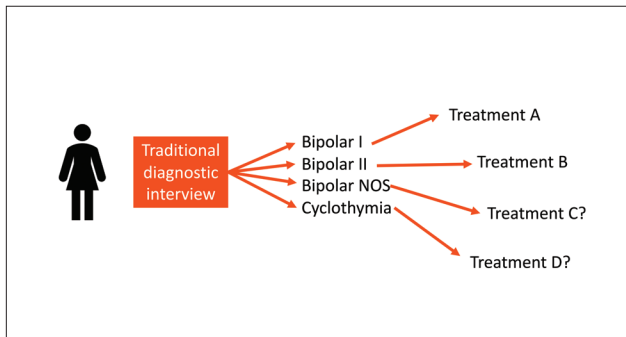 Traditional
diagnostic
interview
Bipolar I
Bipolar II
Bipolar NOS
Cyclothymia
Treatment A
Treatment B
Treatment C?
Treatment D?